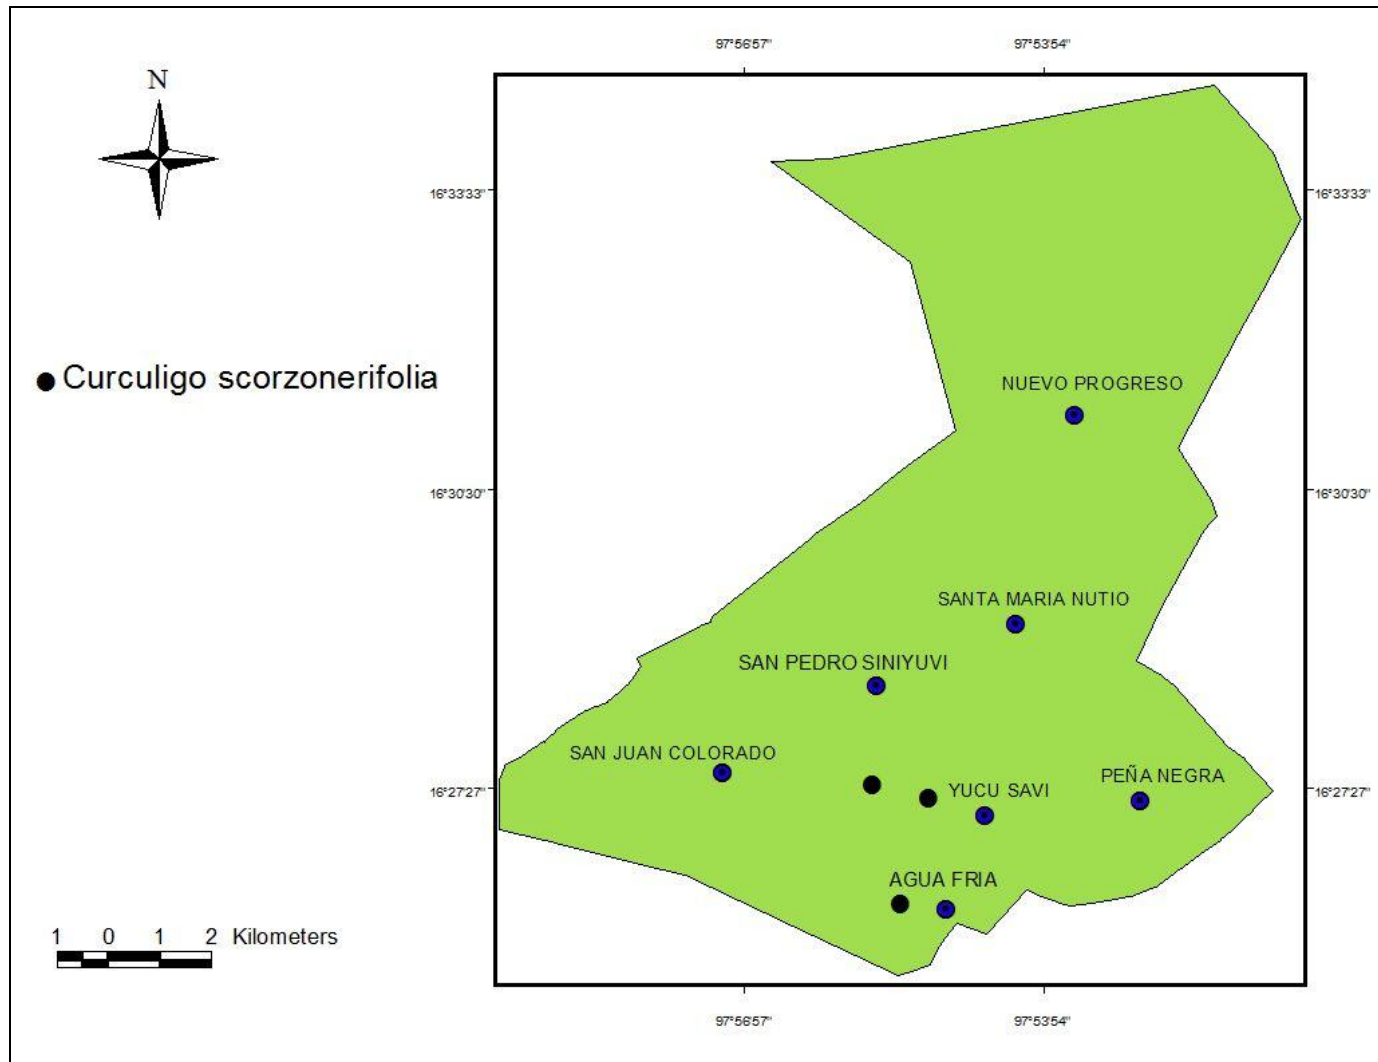 97°56'57" 97°53'54"
N
16°33'33" 16°33'33"
Curculigo scorzonerifolia
NUEVO PROGRESO
16°30'30" 16°30'30"
SANTA MARIA NUTIO
SAN PEDRO SINIYUVI
SAN JUAN COLORADO
PEÑA NEGRA
16°27'27" 16°27'27"
YUCU SAVI
AGUA FRIA
1 0 1 2 Kilometers
97°56'57" 97°53'54"